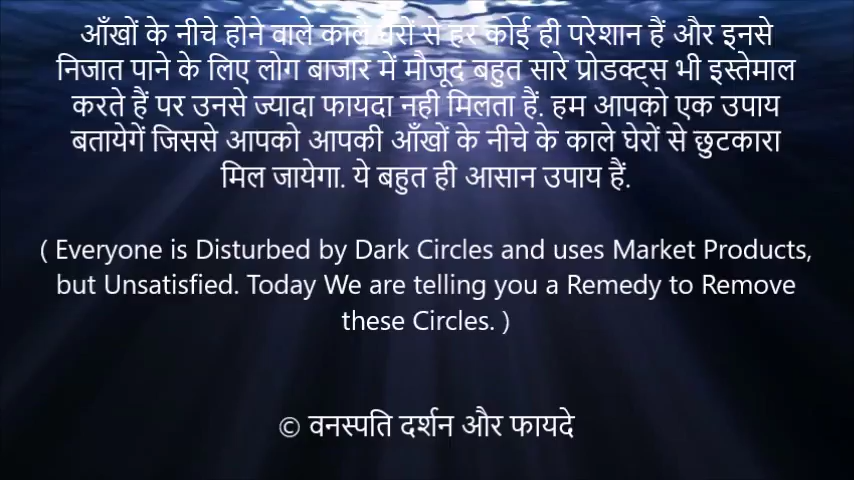 आँखों के नीचे होने वाले काले घेरों से हर कोई ही परेशान हैं और इनसे
निजात पाने के लिए लोग बाजार में मौजूद बहुत सारे प्रोडक्ट्स भी इस्तेमाल
करते हैं पर उनसे ज्यादा फायदा नही मिलता हैं. हम आपको एक उपाय
बतायेगें जिससे आपको आपकी आँखों के नीचे के काले घेरों से छुटकारा
मिल जायेगा. ये बहुत ही आसान उपाय हैं.
( Everyone is Disturbed by Dark Circles and uses Market Products,
but Unsatisfied. Today We are telling you a Remedy to Remove
these Circles. )
© वनस्पति दर्शन और फायदे